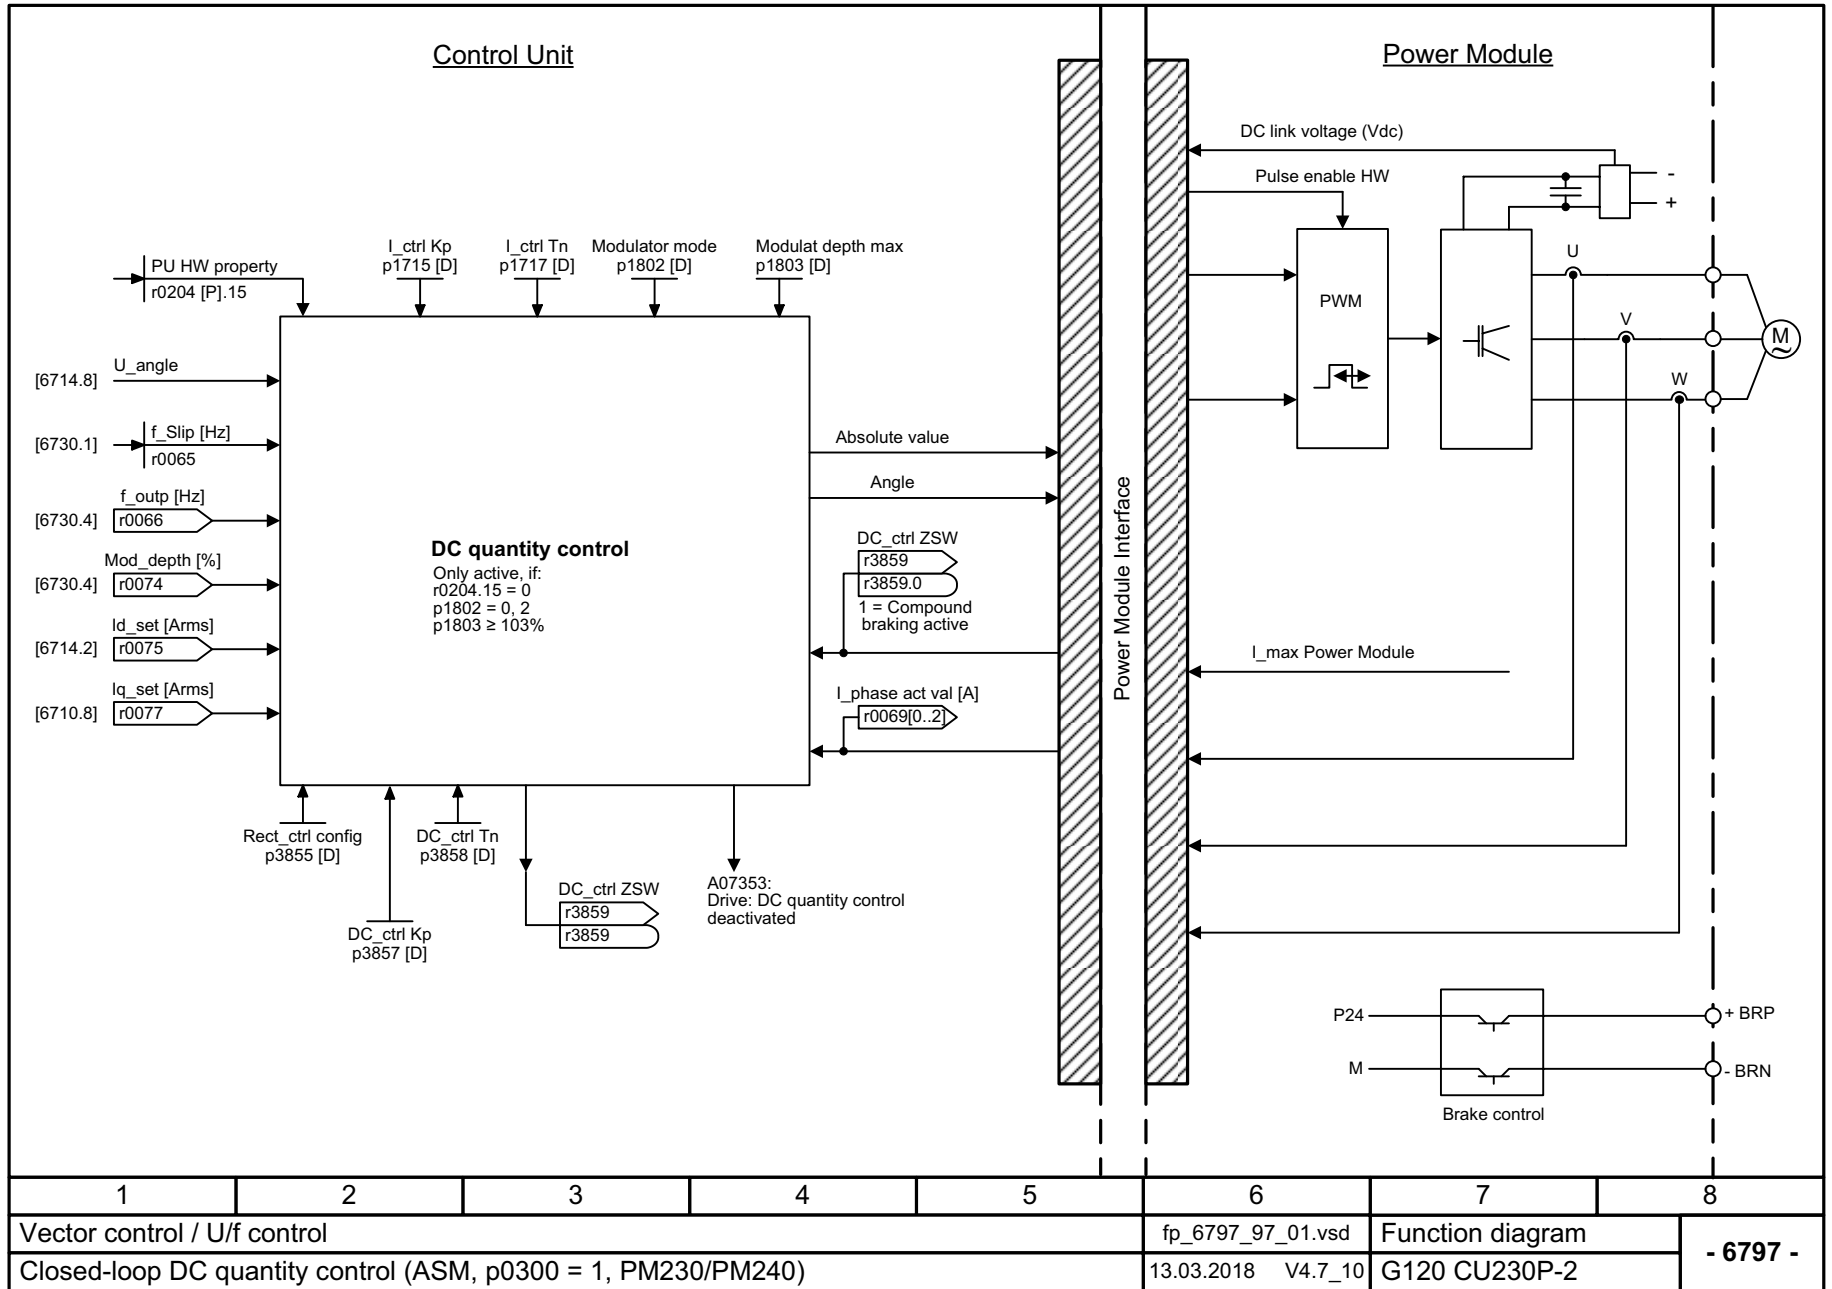 Control Unit
Power Module
DC link voltage (Vdc)
Pulse enable HW
-
+
PU HW property
r0204 [P].15
I_ctrl Kp
p1715 [D]
I_ctrl Tn
p1717 [D]
Modulator mode
p1802 [D]
Modulat depth max
p1803 [D]
[6714.8]
U_angle
[6730.1]
f_Slip [Hz]
r0065
f_outp [Hz]
[6730.4]
r0066
Mod_depth [%]
[6730.4]
r0074
Id_set [Arms]
[6714.2]
r0075
Iq_set [Arms]
[6710.8]
r0077
DC quantity control
Only active, if:
r0204.15 = 0
p1802 = 0, 2
p1803 ≥ 103%
Absolute value
Angle
DC_ctrl ZSW
r3859
r3859.0
1 = Compound
braking active
I_phase act val [A]
r0069[0..2]
Rect_ctrl config
p3855 [D]
DC_ctrl Kp
p3857 [D]
DC_ctrl Tn
p3858 [D]
DC_ctrl ZSW
r3859
r3859
A07353:
Drive: DC quantity control
deactivated
Power Module Interface
PWM
U
V
W
M
~
I_max Power Module
P24
+ BRP
M
- BRN
Brake control
1 2 3 4 5 6 7 8
Vector control / U/f control
fp_6797_97_01.vsd
Function diagram
- 6797 -
Closed-loop DC quantity control (ASM, p0300 = 1, PM230/PM240)
13.03.2018 V4.7_10
G120 CU230P-2